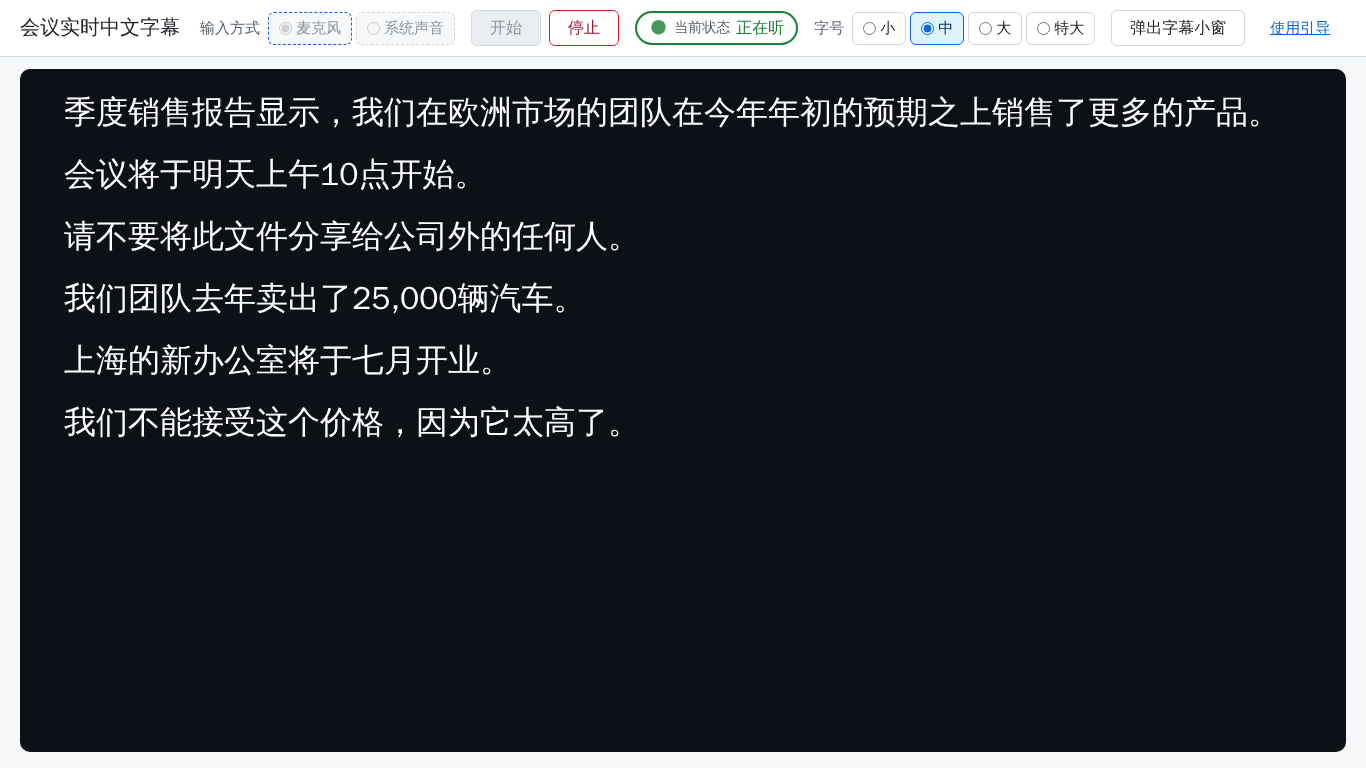 会议实时中文字幕 输入方式 麦克风 系统声音 开始 停止 当前状态 正在听 字号 小 中 大 特大 弹出字幕小窗 使用引导
季度销售报告显示，我们在欧洲市场的团队在今年年初的预期之上销售了更多的产品。
会议将于明天上午10点开始。
请不要将此文件分享给公司外的任何人。
我们团队去年卖出了25,000辆汽车。
上海的新办公室将于七月开业。
我们不能接受这个价格，因为它太高了。